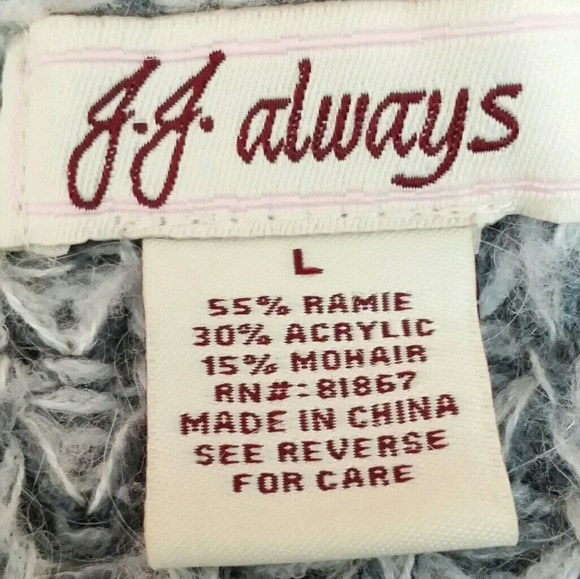 J.J. always
L
55% RAMIE
30% ACRYLIC
15% MOHAIR
RN#:81867
MADE IN CHINA
SEE REVERSE
FOR CARE